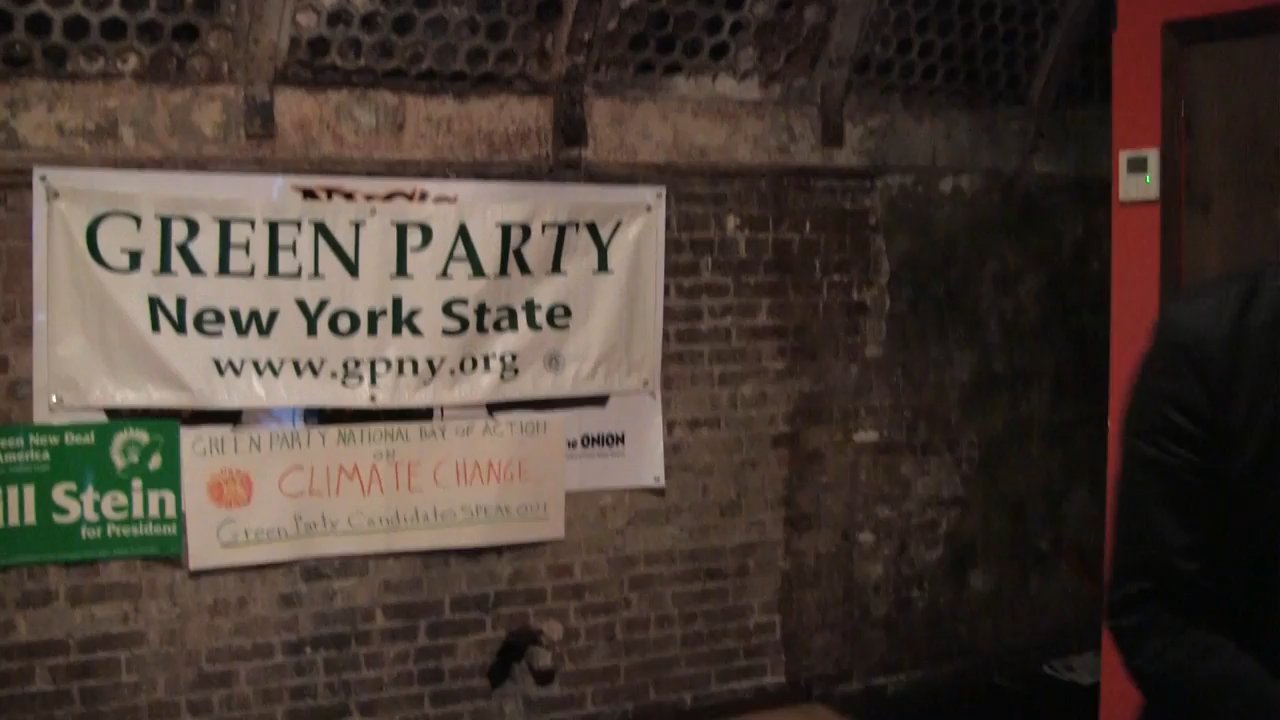 GREEN PARTY
New York State
www.gpny.org
een New Deal
America
ill Stein
for President
GREEN PARTY NATIONAL DAY OF ACTION
ON
CLIMATE CHANGE
Green Party Candidates SPEAK OUT
ONION